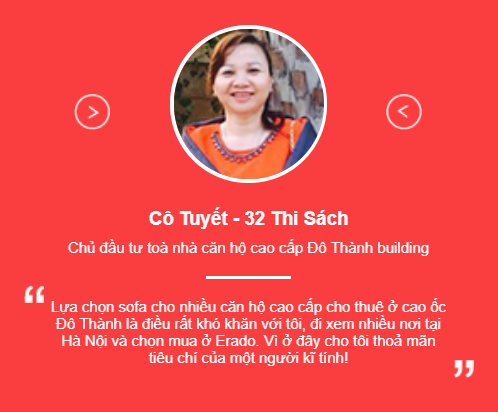 Cô Tuyết - 32 Thi Sách
Chủ đầu tư toà nhà căn hộ cao cấp Đô Thành building
“
Lựa chọn sofa cho nhiều căn hộ cao cấp cho thuê ở cao ốc
Đô Thành là điều rất khó khăn với tôi, đi xem nhiều nơi tại
Hà Nội và chọn mua ở Erado. Vì ở đây cho tôi thoả mãn
tiêu chí của một người kĩ tính!
”